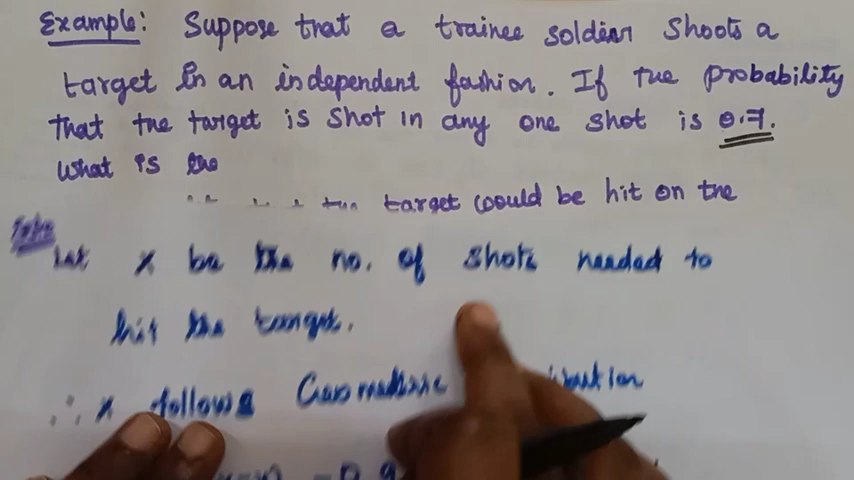 Example: Suppose that a trainee soldier shoots a
target in an independent fashion. If the probability
that the target is shot in any one shot is 0.7.
What is the
target could be hit on the
Let X be the no. of shots needed to
hit the target.
∴ X follows Geometric